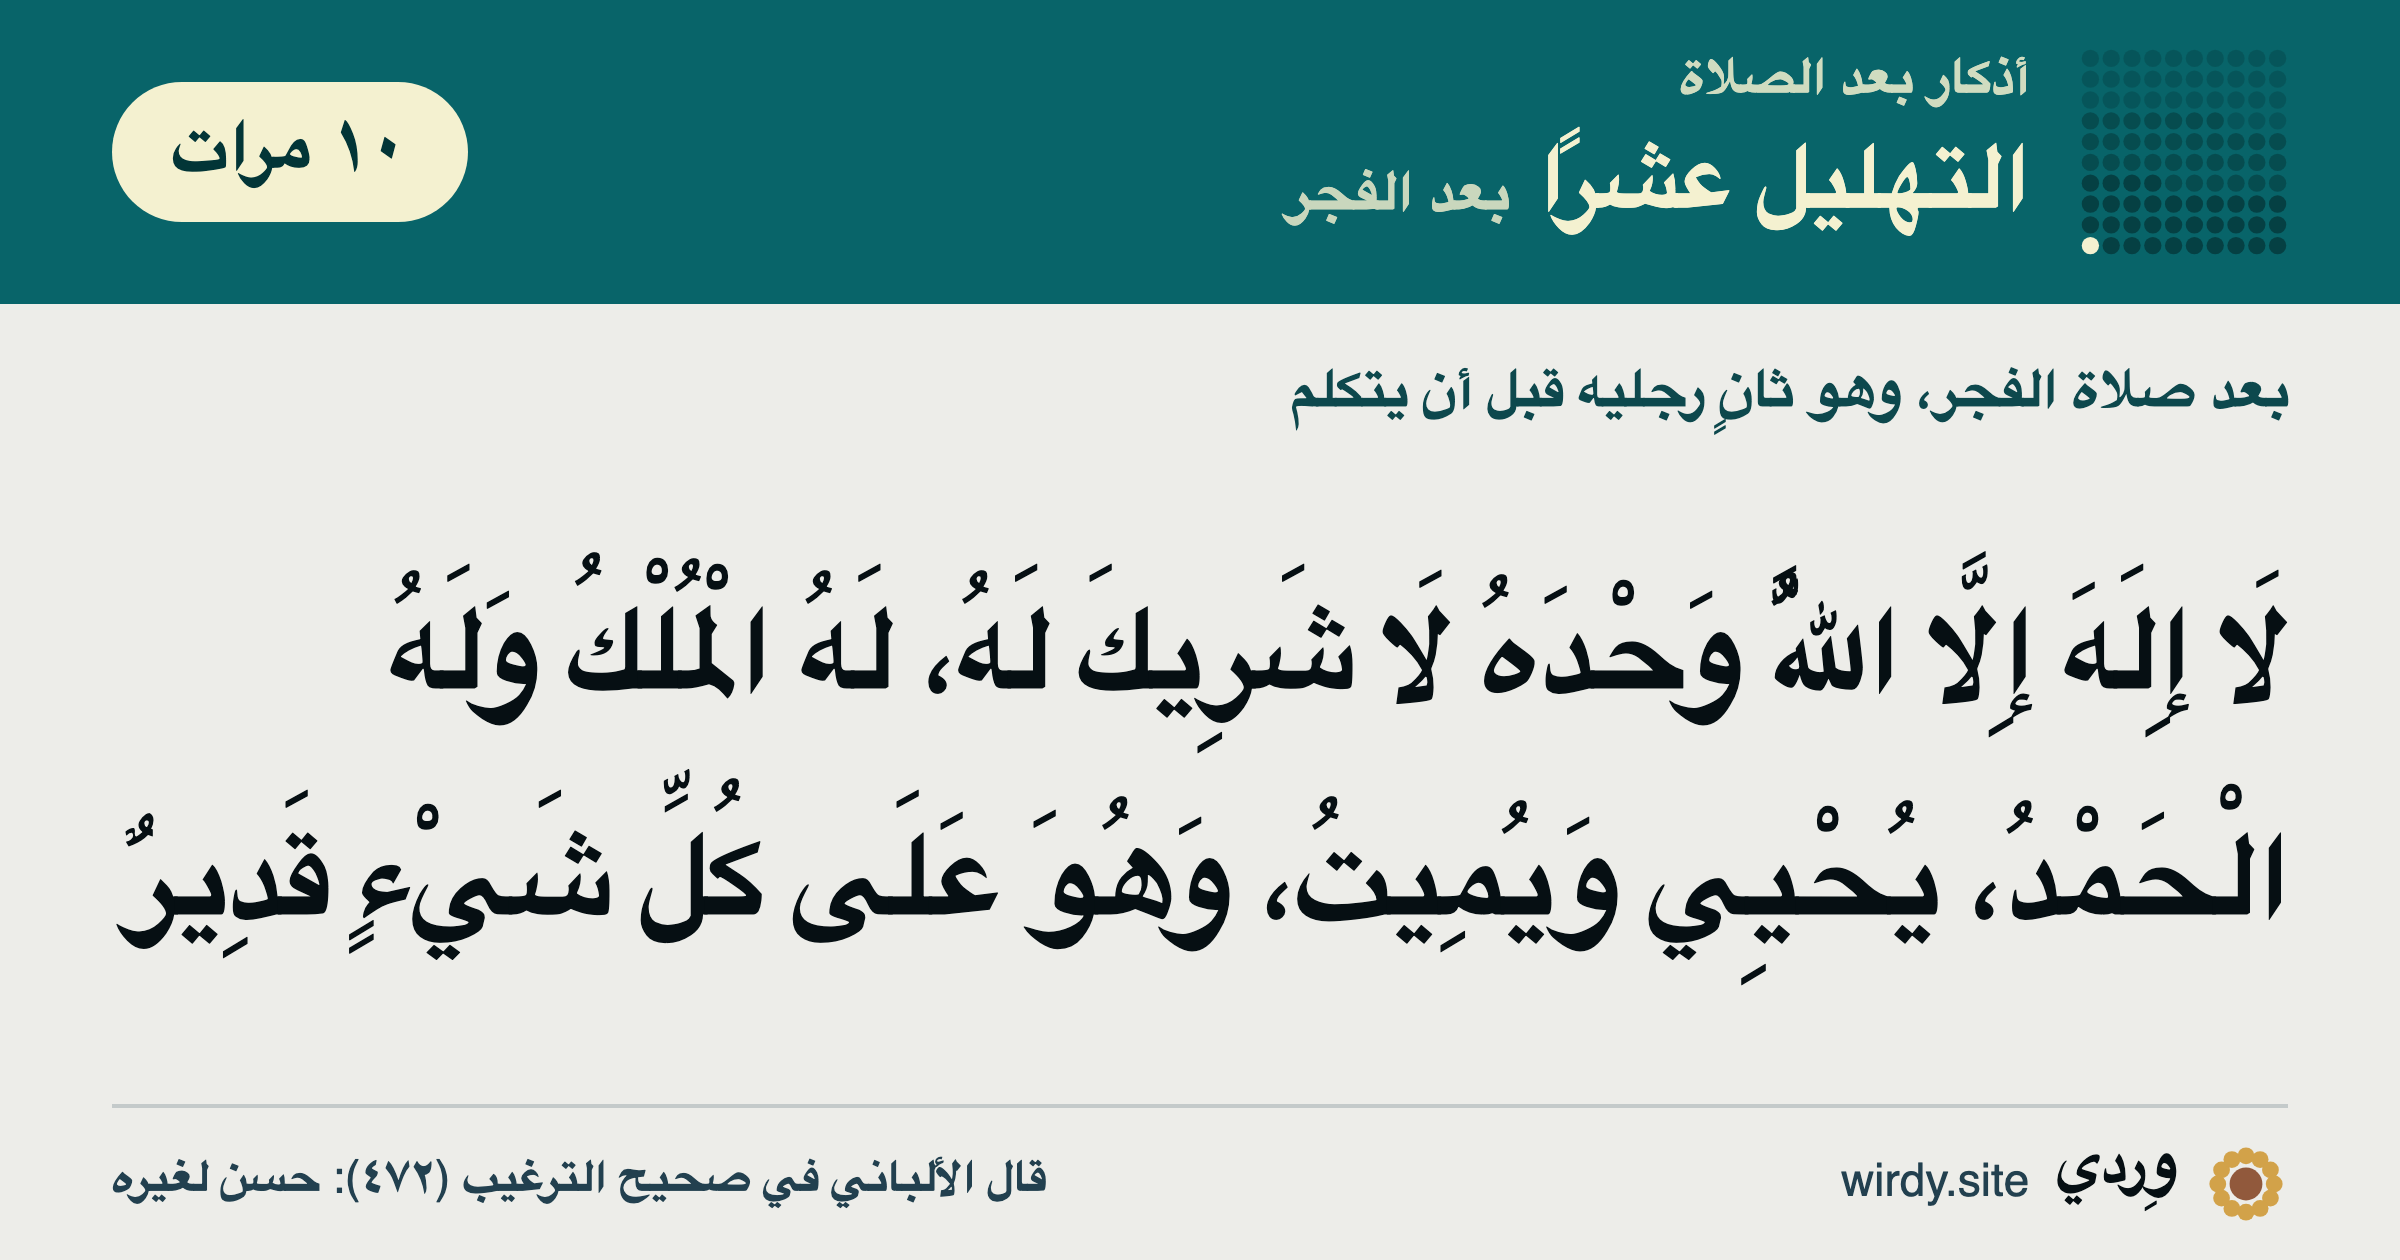 أذكار بعد الصلاة
التهليل عشراً بعد الفجر
١٠ مرات
بعد صلاة الفجر، وهو ثانٍ رجليه قبل أن يتكلم
لَا إِلَهَ إِلَّا اللهُ وَحْدَهُ لَا شَرِيكَ لَهُ، لَهُ الْمُلْكُ وَلَهُ
الْحَمْدُ، يُحْيِي وَيُمِيتُ، وَهُوَ عَلَى كُلِّ شَيْءٍ قَدِيرٌ
وِردي wirdy.site
قال الألباني في صحيح الترغيب (٤٧٢): حسن لغيره